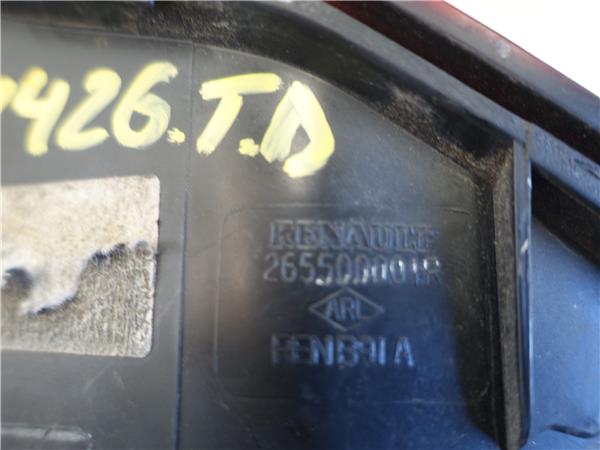 426.T.D
RENAULT
265500001R
ARL